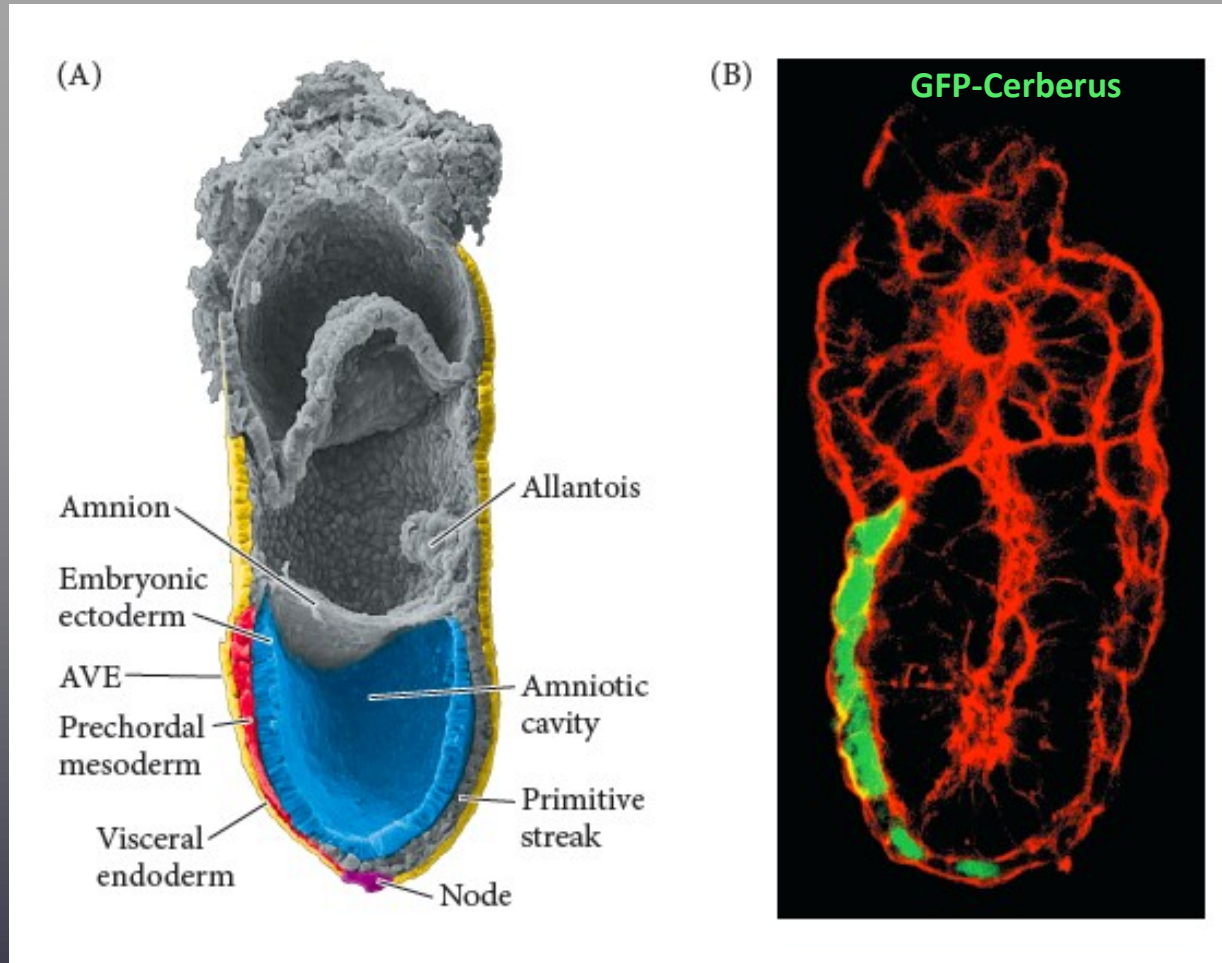 (A)
Amnion
Embryonic
ectoderm
AVE
Prechordal
mesoderm
Visceral
endoderm
Allantois
Amniotic
cavity
Primitive
streak
Node
(B)
GFP-Cerberus